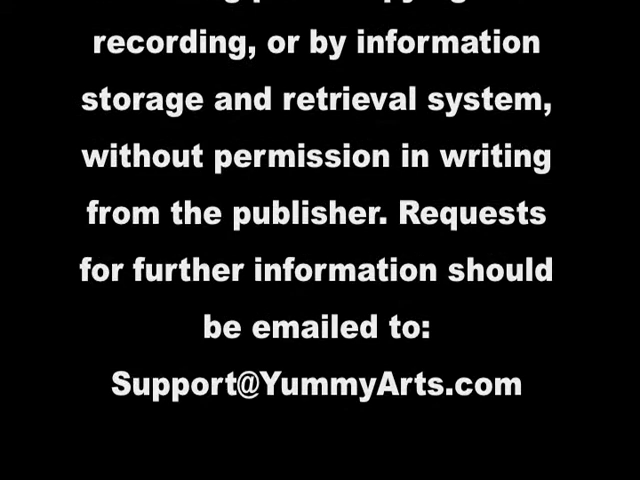 recording, or by information
storage and retrieval system,
without permission in writing
from the publisher. Requests
for further information should
be emailed to:
Support@YummyArts.com